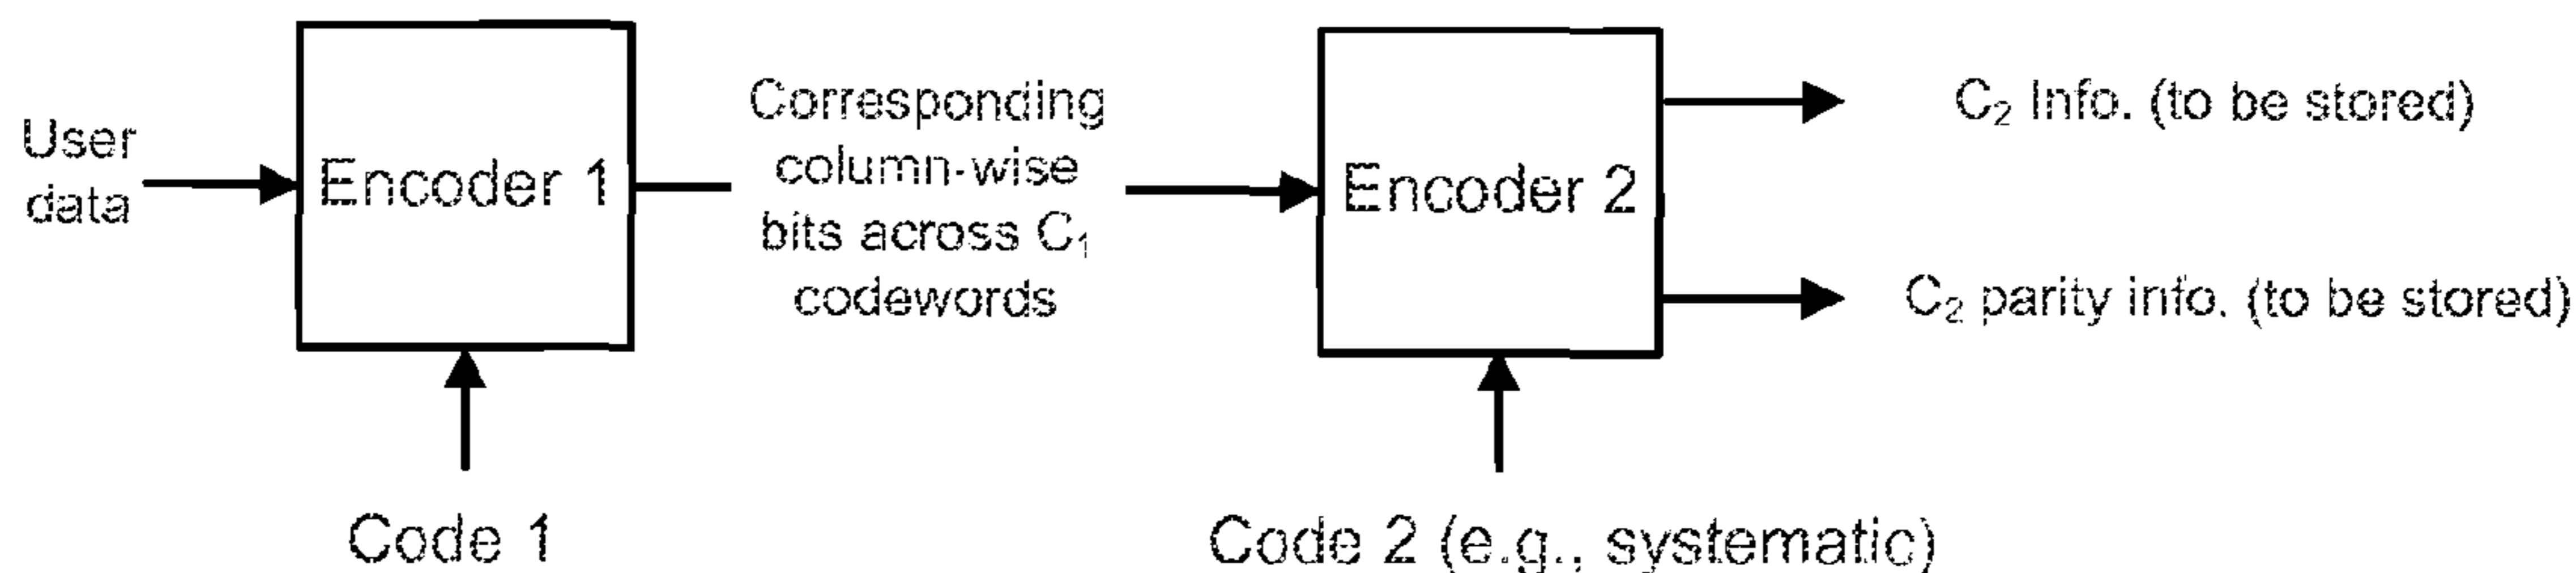 User
data
Encoder 1
Code 1
Corresponding
column-wise
bits across C₁
codewords
Encoder 2
Code 2 (e.g., systematic)
C₂ Info. (to be stored)
C₂ parity info. (to be stored)